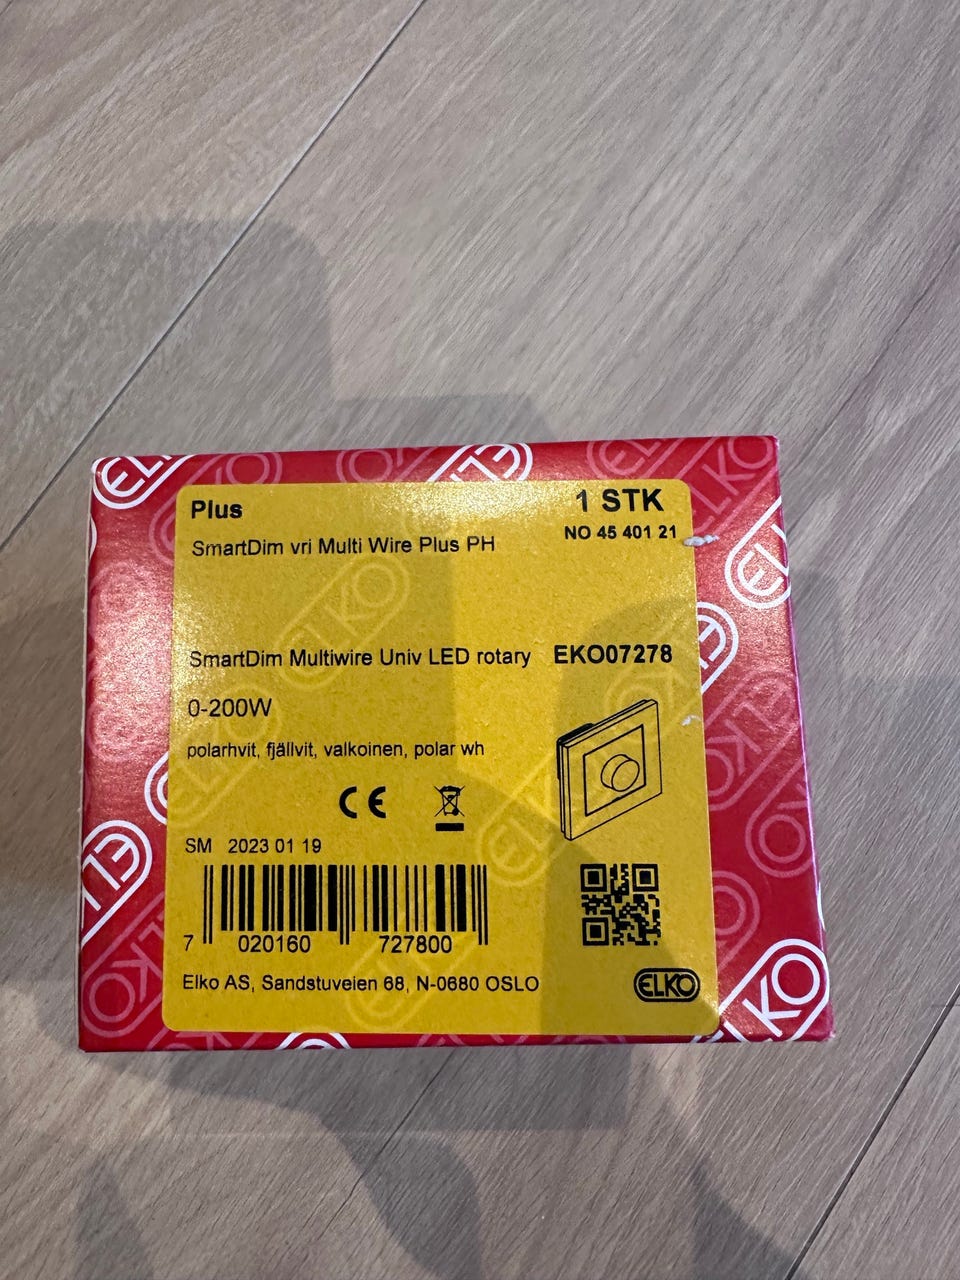 Plus
1 STK
NO 45 401 21
SmartDim vri Multi Wire Plus PH
SmartDim Multiwire Univ LED rotary EKO07278
0-200W
polarhvit, fjällvit, valkoinen, polar wh
CE
SM 2023 01 19
7 020160 727800
Elko AS, Sandstuveien 68, N-0680 OSLO
ELKO